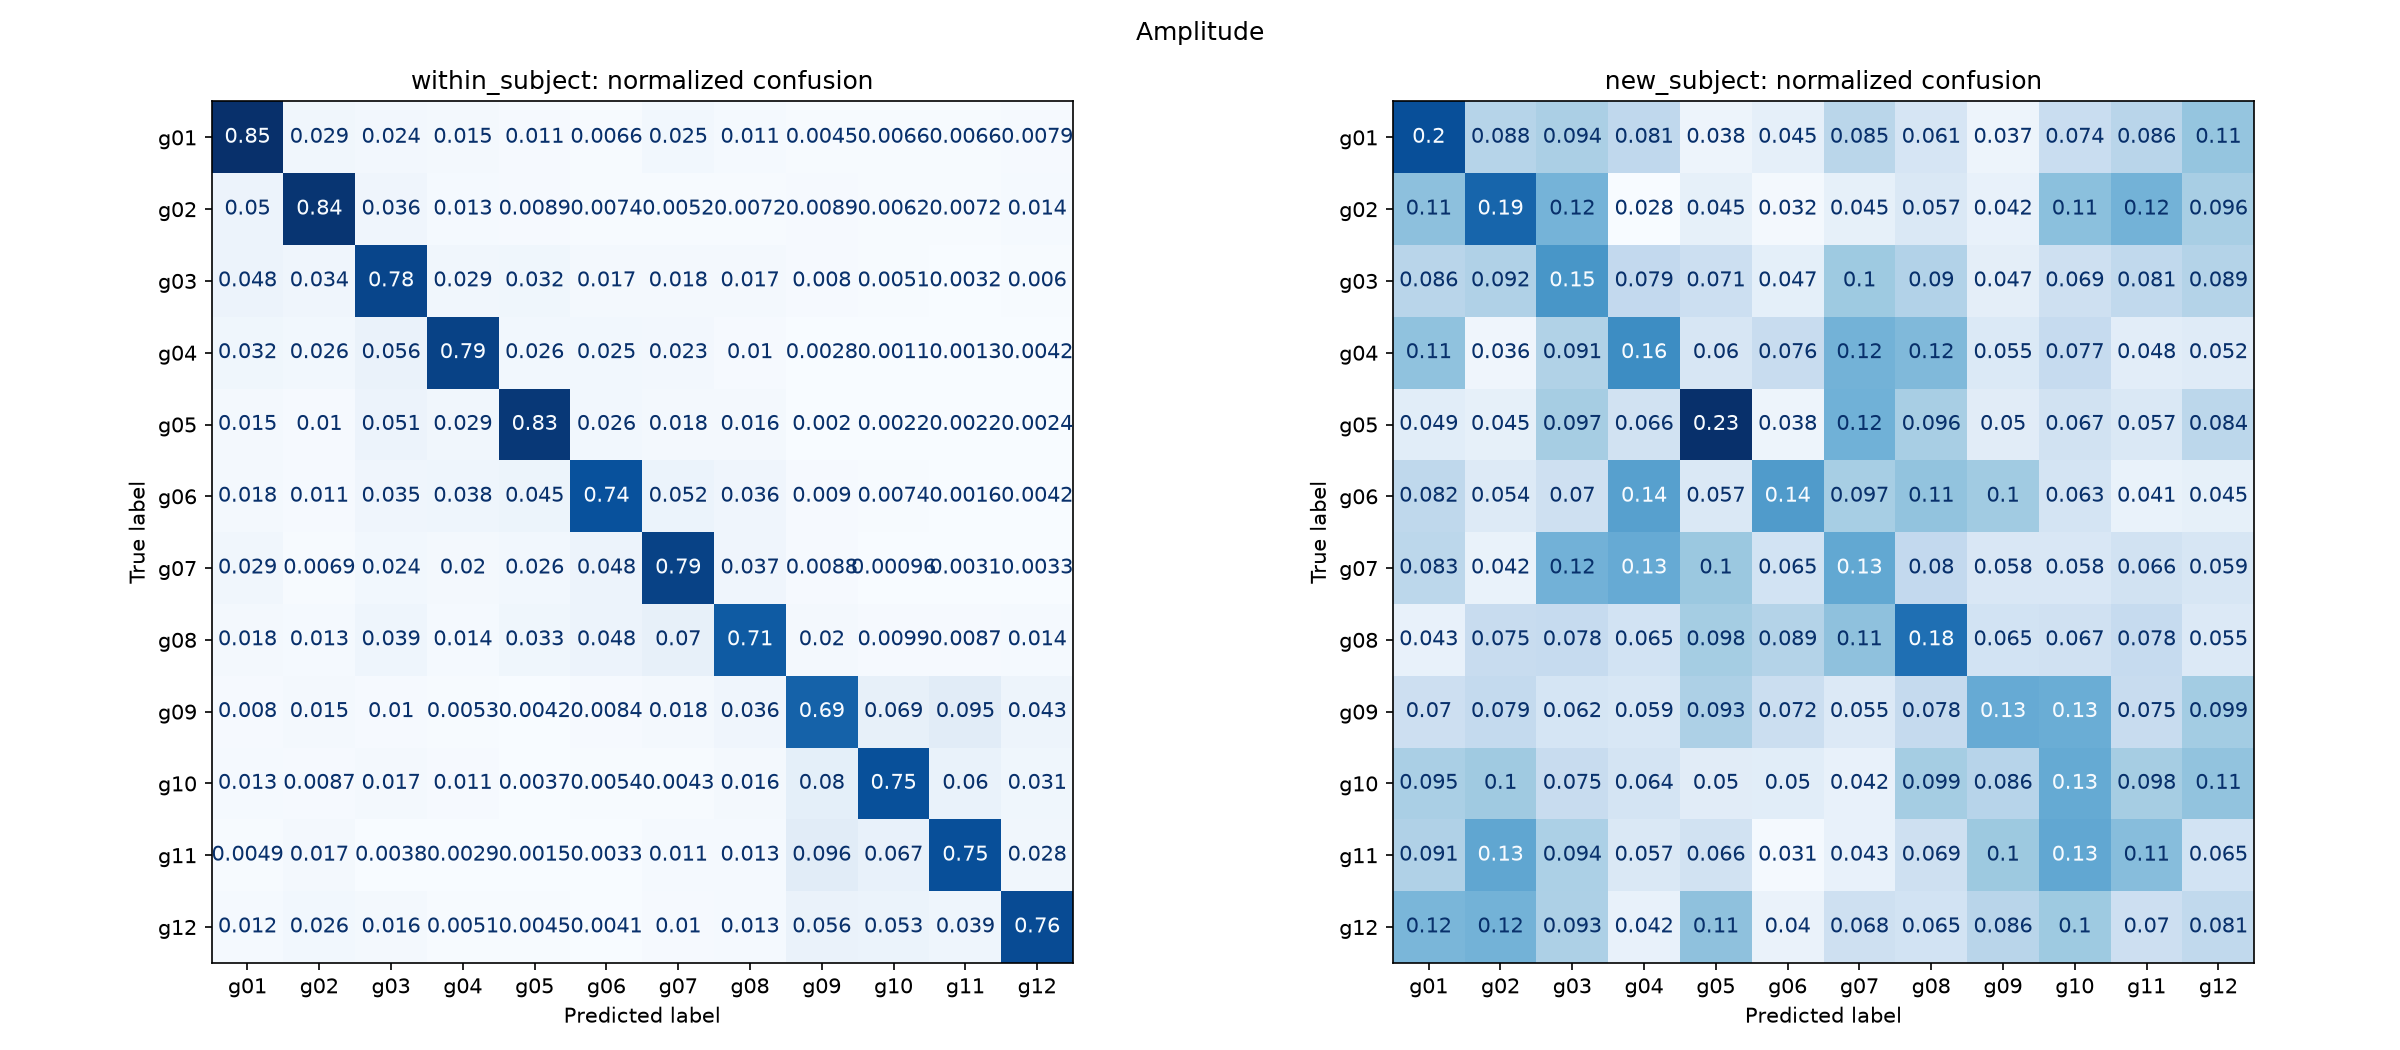 Amplitude
within_subject: normalized confusion
True label
g01 0.85 0.029 0.024 0.015 0.011 0.0066 0.025 0.011 0.0045 0.0066 0.0066 0.0079
g02 0.05 0.84 0.036 0.013 0.0089 0.0074 0.0052 0.0072 0.0089 0.0062 0.0072 0.014
g03 0.048 0.034 0.78 0.029 0.032 0.017 0.018 0.017 0.008 0.0051 0.0032 0.006
g04 0.032 0.026 0.056 0.79 0.026 0.025 0.023 0.01 0.0028 0.0011 0.0013 0.0042
g05 0.015 0.01 0.051 0.029 0.83 0.026 0.018 0.016 0.002 0.0022 0.0022 0.0024
g06 0.018 0.011 0.035 0.038 0.045 0.74 0.052 0.036 0.009 0.0074 0.0016 0.0042
g07 0.029 0.0069 0.024 0.02 0.026 0.048 0.79 0.037 0.0088 0.00096 0.0031 0.0033
g08 0.018 0.013 0.039 0.014 0.033 0.048 0.07 0.71 0.02 0.0099 0.0087 0.014
g09 0.008 0.015 0.01 0.0053 0.0042 0.0084 0.018 0.036 0.69 0.069 0.095 0.043
g10 0.013 0.0087 0.017 0.011 0.0037 0.0054 0.0043 0.016 0.08 0.75 0.06 0.031
g11 0.0049 0.017 0.0038 0.0029 0.0015 0.0033 0.011 0.013 0.096 0.067 0.75 0.028
g12 0.012 0.026 0.016 0.0051 0.0045 0.0041 0.01 0.013 0.056 0.053 0.039 0.76
g01 g02 g03 g04 g05 g06 g07 g08 g09 g10 g11 g12
Predicted label
new_subject: normalized confusion
True label
g01 0.2 0.088 0.094 0.081 0.038 0.045 0.085 0.061 0.037 0.074 0.086 0.11
g02 0.11 0.19 0.12 0.028 0.045 0.032 0.045 0.057 0.042 0.11 0.12 0.096
g03 0.086 0.092 0.15 0.079 0.071 0.047 0.1 0.09 0.047 0.069 0.081 0.089
g04 0.11 0.036 0.091 0.16 0.06 0.076 0.12 0.12 0.055 0.077 0.048 0.052
g05 0.049 0.045 0.097 0.066 0.23 0.038 0.12 0.096 0.05 0.067 0.057 0.084
g06 0.082 0.054 0.07 0.14 0.057 0.14 0.097 0.11 0.1 0.063 0.041 0.045
g07 0.083 0.042 0.12 0.13 0.1 0.065 0.13 0.08 0.058 0.058 0.066 0.059
g08 0.043 0.075 0.078 0.065 0.098 0.089 0.11 0.18 0.065 0.067 0.078 0.055
g09 0.07 0.079 0.062 0.059 0.093 0.072 0.055 0.078 0.13 0.13 0.075 0.099
g10 0.095 0.1 0.075 0.064 0.05 0.05 0.042 0.099 0.086 0.13 0.098 0.11
g11 0.091 0.13 0.094 0.057 0.066 0.031 0.043 0.069 0.1 0.13 0.11 0.065
g12 0.12 0.12 0.093 0.042 0.11 0.04 0.068 0.065 0.086 0.1 0.07 0.081
g01 g02 g03 g04 g05 g06 g07 g08 g09 g10 g11 g12
Predicted label